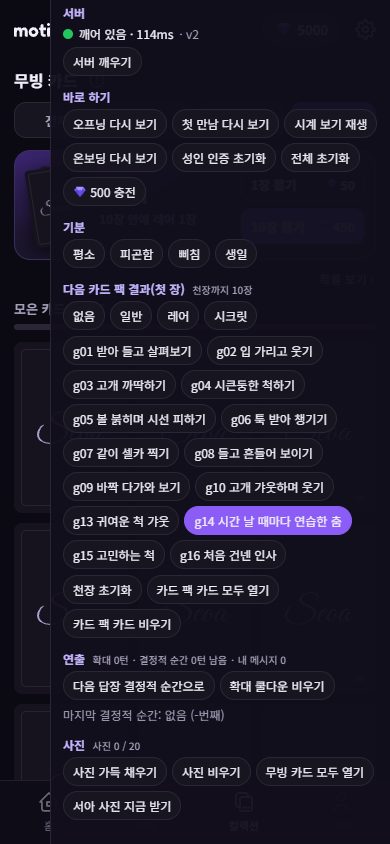 서버
moti
깨어 있음 · 114ms · v2
5000
서버 깨우기
무빙 카드
바로 하기
오프닝 다시 보기 첫 만남 다시 보기 시계 보기 재생
온보딩 다시 보기 성인 인증 초기화 전체 초기화
500 충전
기분
평소 피곤함 삐침 생일
다음 카드 팩 결과(첫 장) 천장까지 10장
없음 일반 레어 시크릿
g01 받아 들고 살펴보기 g02 입 가리고 웃기
g03 고개 까딱하기 g04 시큰둥한 척하기
g05 볼 붉히며 시선 피하기 g06 툭 받아 챙기기
g07 같이 셀카 찍기 g08 들고 흔들어 보이기
g09 바짝 다가와 보기 g10 고개 갸웃하며 웃기
g13 귀여운 척 갸웃 g14 시간 날 때마다 연습한 춤
g15 고민하는 척 g16 처음 건넨 인사
천장 초기화 카드 팩 카드 모두 열기
카드 팩 카드 비우기
연출 확대 0턴 · 결정적 순간 0턴 남음 · 내 메시지 0
다음 답장 결정적 순간으로 확대 쿨다운 비우기
마지막 결정적 순간: 없음 (-번째)
사진 사진 0 / 20
사진 가득 채우기 사진 비우기 무빙 카드 모두 열기
서아 사진 지금 받기